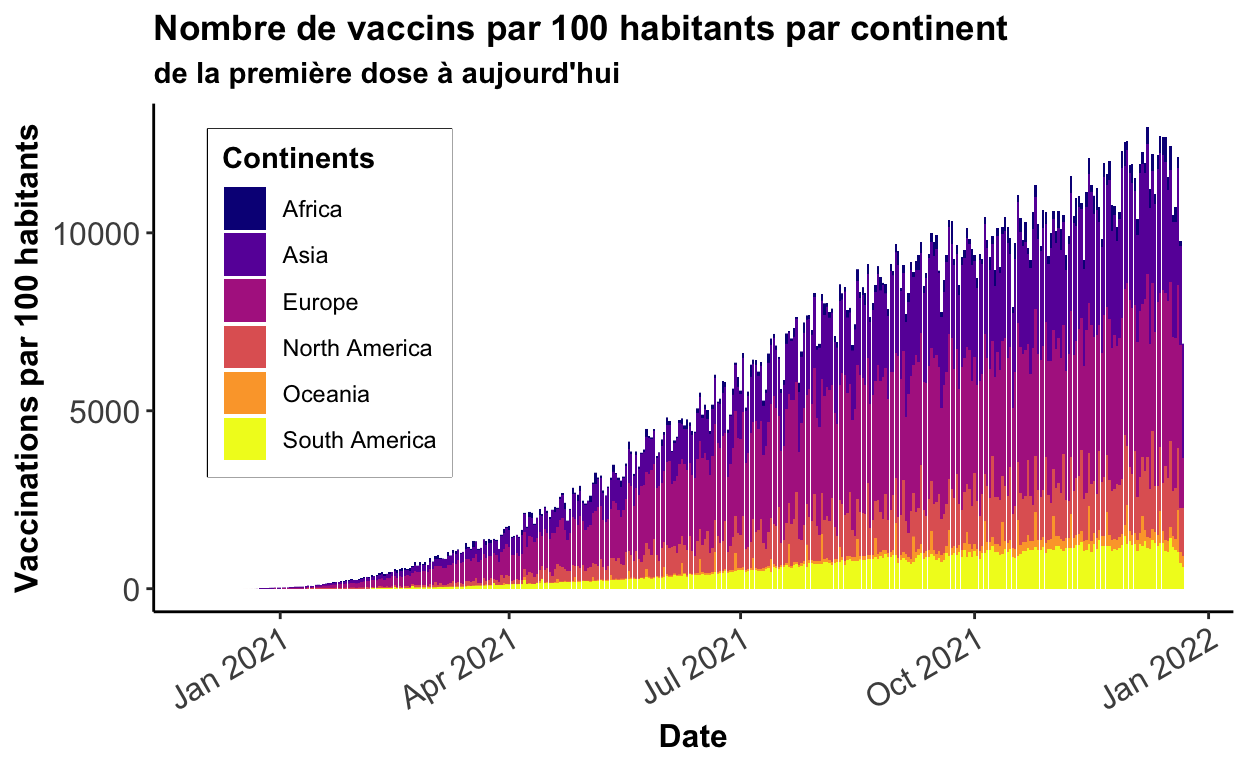 Nombre de vaccins par 100 habitants par continent
de la première dose à aujourd'hui
Vaccinations par 100 habitants
10000
5000
0
Continents
Africa
Asia
Europe
North America
Oceania
South America
Jan 2021
Apr 2021
Jul 2021
Oct 2021
Jan 2022
Date